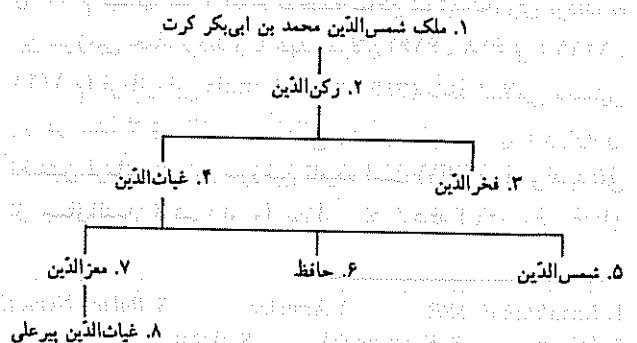 ۱. ملک شمس‌الدّین محمد بن ابی‌بکر کرت
۲. رکن‌الدّین
۳. فخرالدّین
۴. غیاث‌الدّین
۵. شمس‌الدّین
۶. حافظ
۷. معزالدّین
۸. غیاث‌الدّین پیرعلی